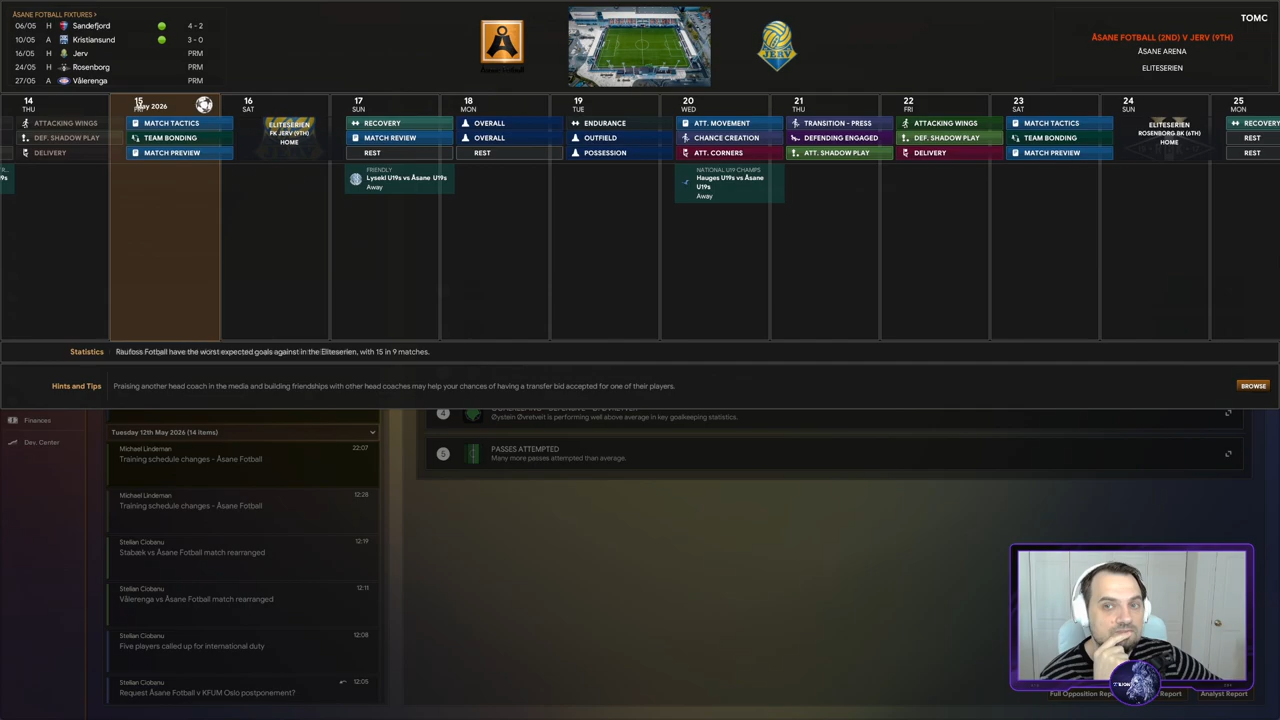 ÅSANE FOTBALL FIXTURES >
06/05 H Sandefjord 4 - 2
10/05 A Kristiansund 3 - 0
16/05 H Jerv PRM
24/05 H Rosenborg PRM
27/05 A Vålerenga PRM
Åsane Fotball
JERV
TOMC
ÅSANE FOTBALL (2ND) V JERV (9TH)
ÅSANE ARENA
ELITESERIEN
14 THU
ATTACKING WINGS
DEF. SHADOW PLAY
DELIVERY
15
May 2026
MATCH TACTICS
TEAM BONDING
MATCH PREVIEW
16 SAT
ELITESERIEN
FK JERV (9TH)
HOME
17 SUN
RECOVERY
MATCH REVIEW
REST
FRIENDLY
Lysekl U19s vs Åsane U19s
Away
18 MON
OVERALL
OVERALL
REST
19 TUE
ENDURANCE
OUTFIELD
POSSESSION
20 WED
ATT. MOVEMENT
CHANCE CREATION
ATT. CORNERS
NATIONAL U19 CHAMPS
Hauges U19s vs Åsane
U19s
Away
21 THU
TRANSITION - PRESS
DEFENDING ENGAGED
ATT. SHADOW PLAY
22 FRI
ATTACKING WINGS
DEF. SHADOW PLAY
DELIVERY
23 SAT
MATCH TACTICS
TEAM BONDING
MATCH PREVIEW
24 SUN
ELITESERIEN
ROSENBORG BK (6TH)
HOME
25 MON
RECOVERY
REST
REST
Statistics Raufoss Fotball have the worst expected goals against in the Eliteserien, with 15 in 9 matches.
Hints and Tips Praising another head coach in the media and building friendships with other head coaches may help your chances of having a transfer bid accepted for one of their players.
BROWSE
Finances
Dev. Center
Tuesday 12th May 2026 (14 items)
Michael Lindeman 22:07
Training schedule changes - Åsane Fotball
Michael Lindeman 12:28
Training schedule changes - Åsane Fotball
Stelian Ciobanu 12:19
Stabæk vs Åsane Fotball match rearranged
Stelian Ciobanu 12:11
Vålerenga vs Åsane Fotball match rearranged
Stelian Ciobanu 12:08
Five players called up for international duty
Stelian Ciobanu 12:05
Request Åsane Fotball v KFUM Oslo postponement?
4
Øystein Øvretveit is performing well above average in key goalkeeping statistics.
5 PASSES ATTEMPTED
Many more passes attempted than average.
Full Opposition Report
Analyst Report